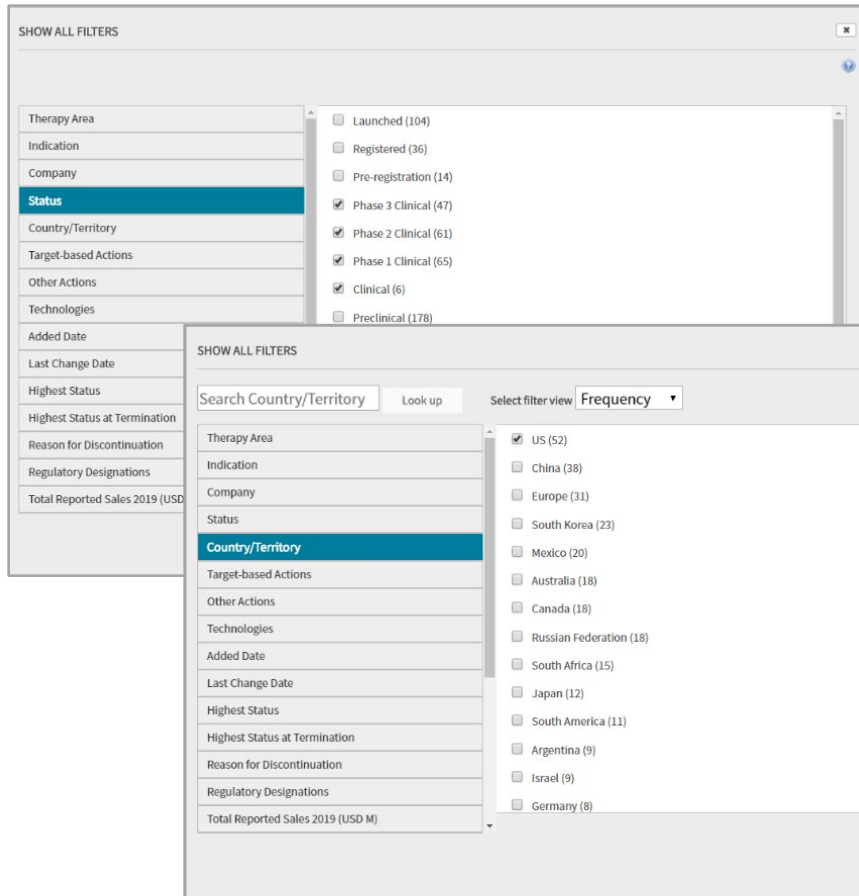 SHOW ALL FILTERS
Therapy Area
Indication
Company
Status
Country/Territory
Target-based Actions
Other Actions
Technologies
Added Date
Last Change Date
Highest Status
Highest Status at Termination
Reason for Discontinuation
Regulatory Designations
Total Reported Sales 2019 (USD
Launched (104)
Registered (36)
Pre-registration (14)
Phase 3 Clinical (47)
Phase 2 Clinical (61)
Phase 1 Clinical (65)
Clinical (6)
Preclinical (178)
SHOW ALL FILTERS
Search Country/Territory Look up Select filter view Frequency
Therapy Area
Indication
Company
Status
Country/Territory
Target-based Actions
Other Actions
Technologies
Added Date
Last Change Date
Highest Status
Highest Status at Termination
Reason for Discontinuation
Regulatory Designations
Total Reported Sales 2019 (USD M)
US (52)
China (38)
Europe (31)
South Korea (23)
Mexico (20)
Australia (18)
Canada (18)
Russian Federation (18)
South Africa (15)
Japan (12)
South America (11)
Argentina (9)
Israel (9)
Germany (8)